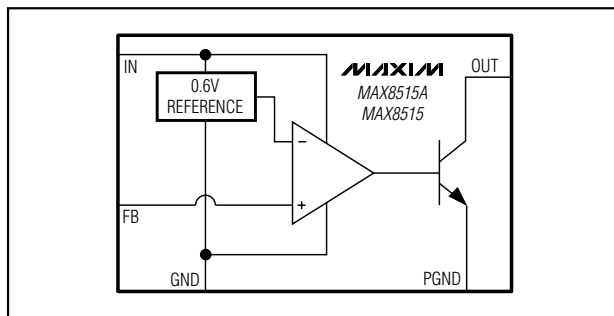 IN
0.6V
REFERENCE
MAXIM
MAX8515A
MAX8515
OUT
−
+
FB
GND
PGND